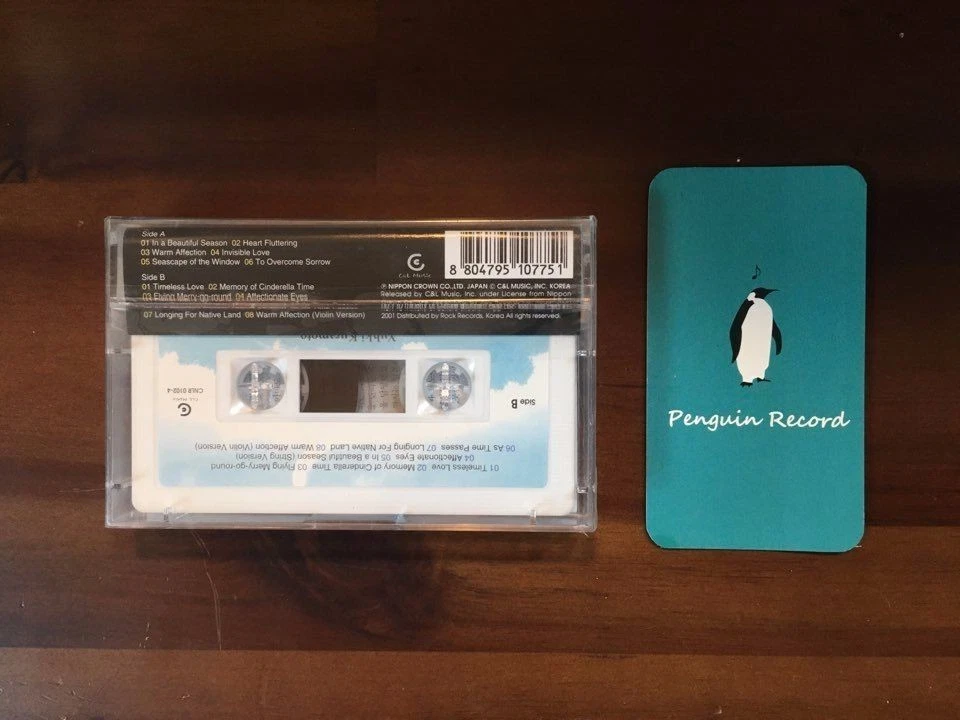 Side A
01 In a Beautiful Season 02 Heart Fluttering
03 Warm Affection 04 Invisible Love
05 Seascape of the Window 06 To Overcome Sorrow
Side B
01 Timeless Love 02 Memory of Cinderella Time
03 Flying Merry-go-round 04 Affectionate Eyes
07 Longing For Native Land 08 Warm Affection (Violin Version)
C&L Music
8 804795 107751
℗ NIPPON CROWN CO.,LTD. JAPAN © C&L MUSIC, INC. KOREA
Released by C&L Music, Inc. under License from Nippon
2001 Distributed by Rock Records, Korea All rights reserved.
Yuhki Kuramoto
C&L Music
CNLR 0102-4
Side B
01 Timeless Love 02 Memory of Cinderella Time 03 Flying Merry-go-round
04 Affectionate Eyes 05 In a Beautiful Season (String Version)
06 As Time Passes 07 Longing For Native Land 08 Warm Affection (Violin Version)
Penguin Record